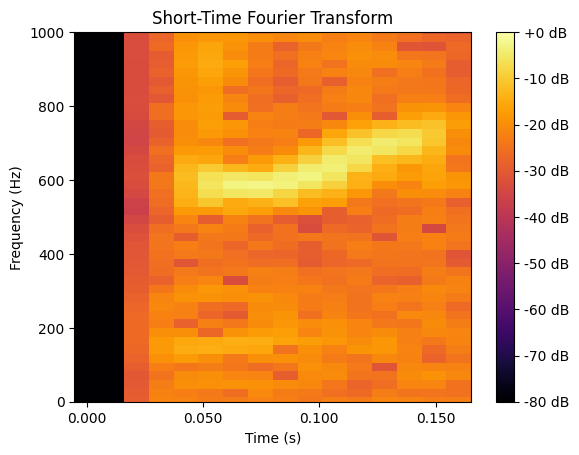 Short-Time Fourier Transform
1000
800
600
400
200
0
Frequency (Hz)
0.000
0.050
0.100
0.150
Time (s)
+0 dB
-10 dB
-20 dB
-30 dB
-40 dB
-50 dB
-60 dB
-70 dB
-80 dB